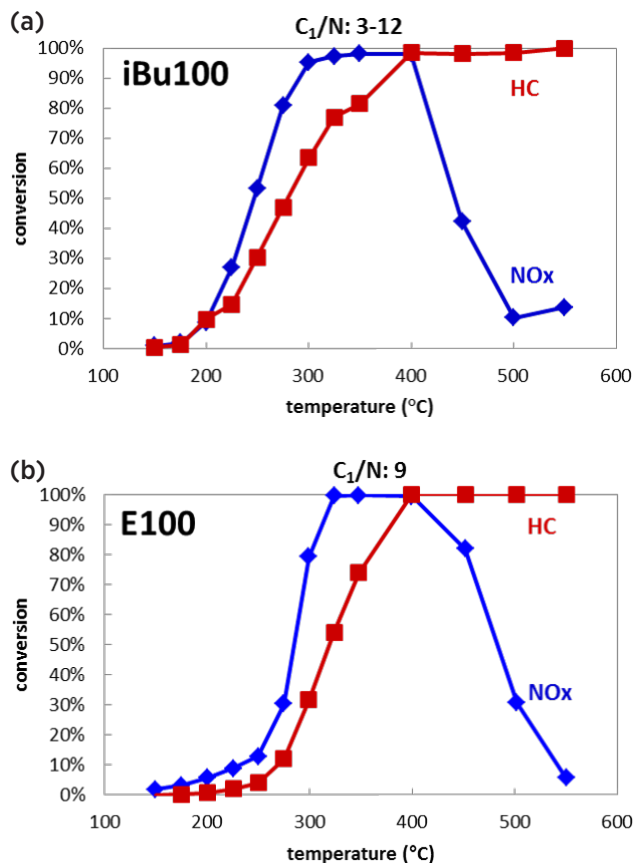 (a)
C₁/N: 3-12
iBu100
100%
90%
80%
70%
60%
50%
40%
30%
20%
10%
0%
conversion
HC
NOx
100 200 300 400 500 600
temperature (°C)
(b)
C₁/N: 9
E100
100%
90%
80%
70%
60%
50%
40%
30%
20%
10%
0%
conversion
HC
NOx
100 200 300 400 500 600
temperature (°C)